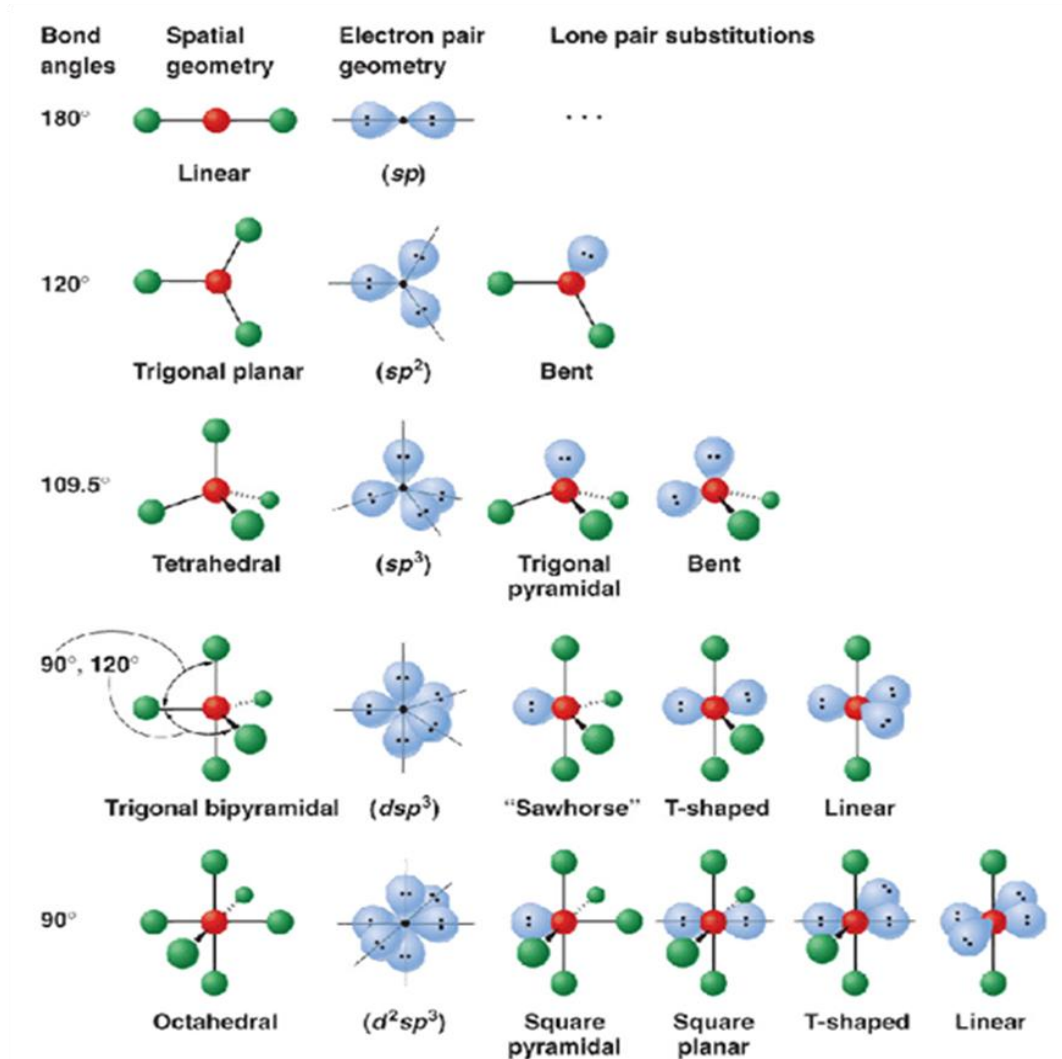 Bond angles
Spatial geometry
Electron pair geometry
Lone pair substitutions
180°
Linear
(sp)
...
120°
Trigonal planar
(sp²)
Bent
109.5°
Tetrahedral
(sp³)
Trigonal pyramidal
Bent
90°, 120°
Trigonal bipyramidal
(dsp³)
“Sawhorse”
T-shaped
Linear
90°
Octahedral
(d²sp³)
Square pyramidal
Square planar
T-shaped
Linear